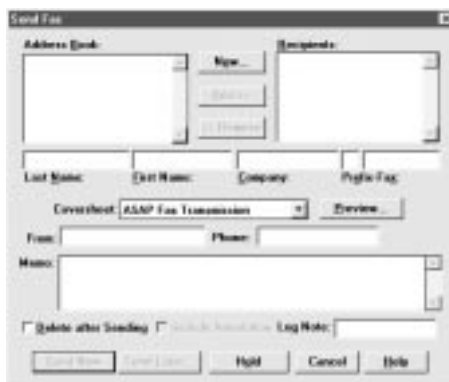 Send Fax
Address Book:
Recipients:
New...
Last Name:
First Name:
Company:
Prefix Fax:
Coversheet: ASAP Fax Transmission
Preview...
From:
Phone:
Memo:
Delete after Sending
Log Note:
Send Now
Send Later...
Hold
Cancel
Help